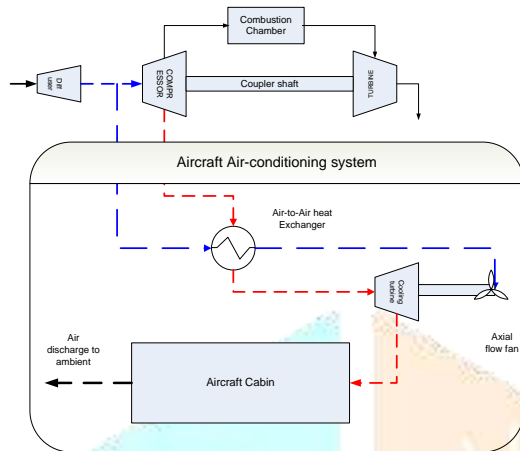 Combustion
Chamber
Diff
user
COMPR
ESSOR
Coupler shaft
TURBINE
Aircraft Air-conditioning system
Air-to-Air heat
Exchanger
Cooling
turbine
Axial
flow fan
Air
discharge to
ambient
Aircraft Cabin